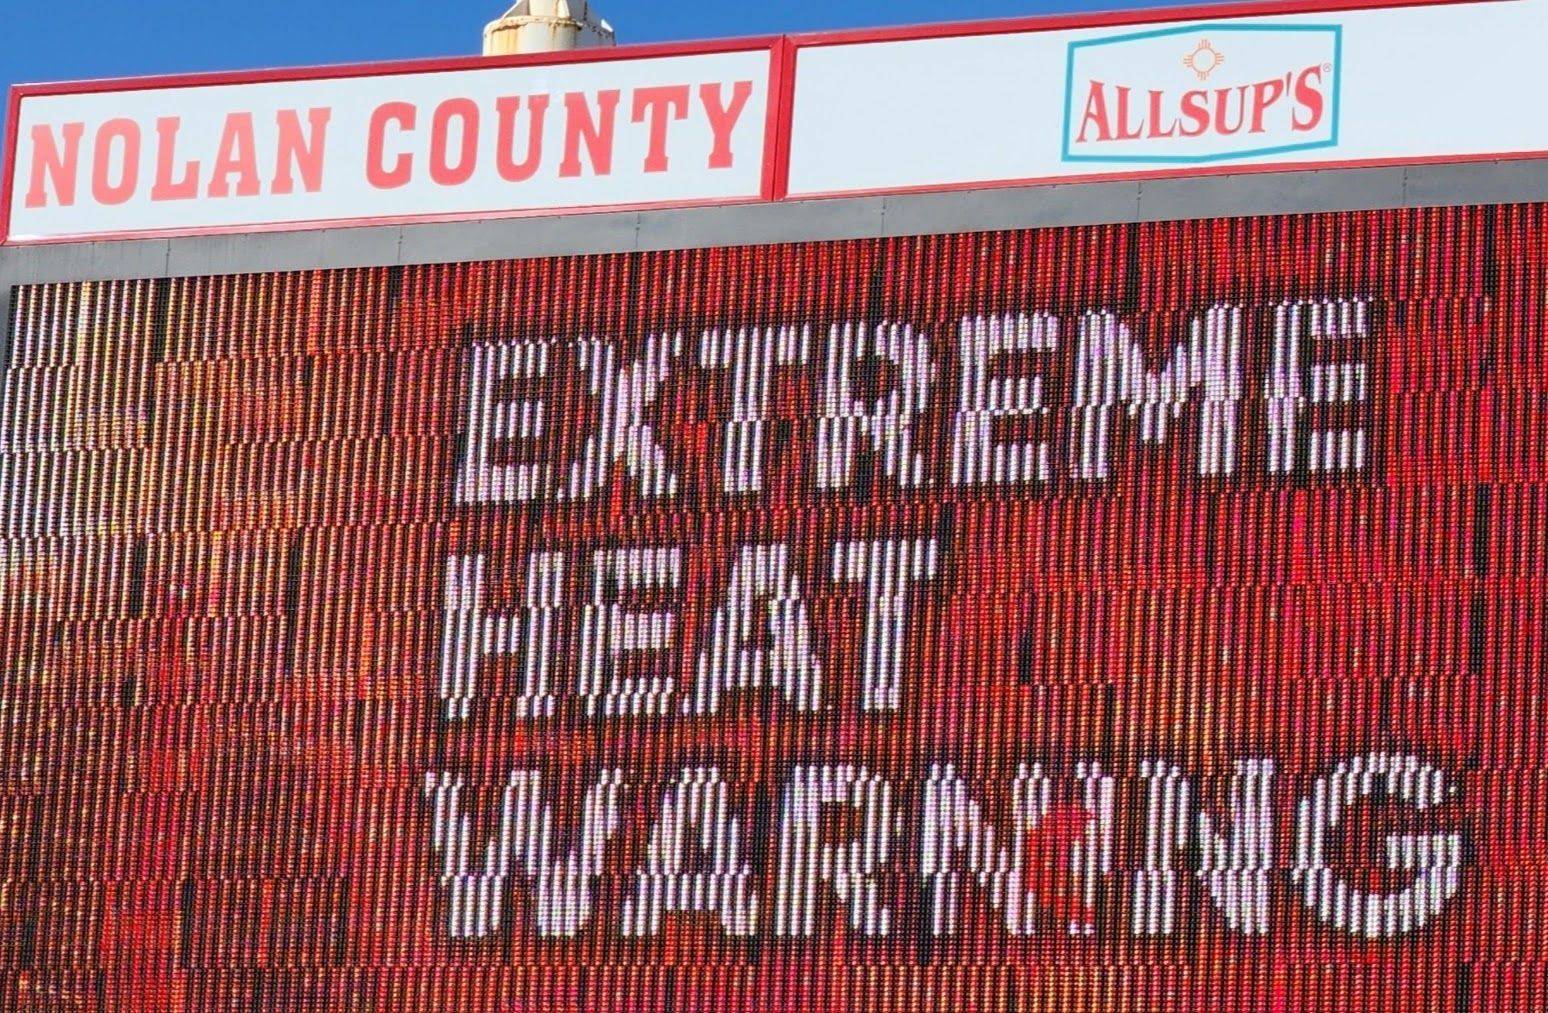 NOLAN COUNTY
ALLSUP'S®
EXTREME
HEAT
WARNING